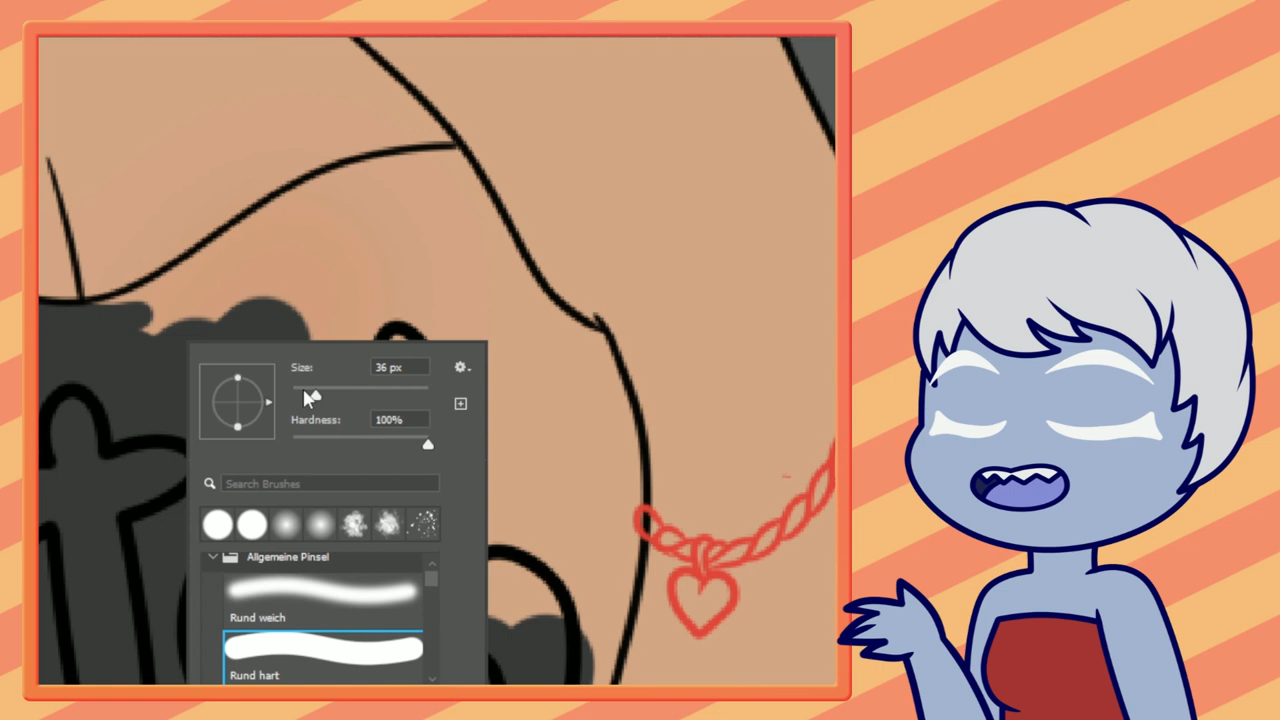 Size:
36 px
Hardness:
100%
Search Brushes
Allgemeine Pinsel
Rund weich
Rund hart